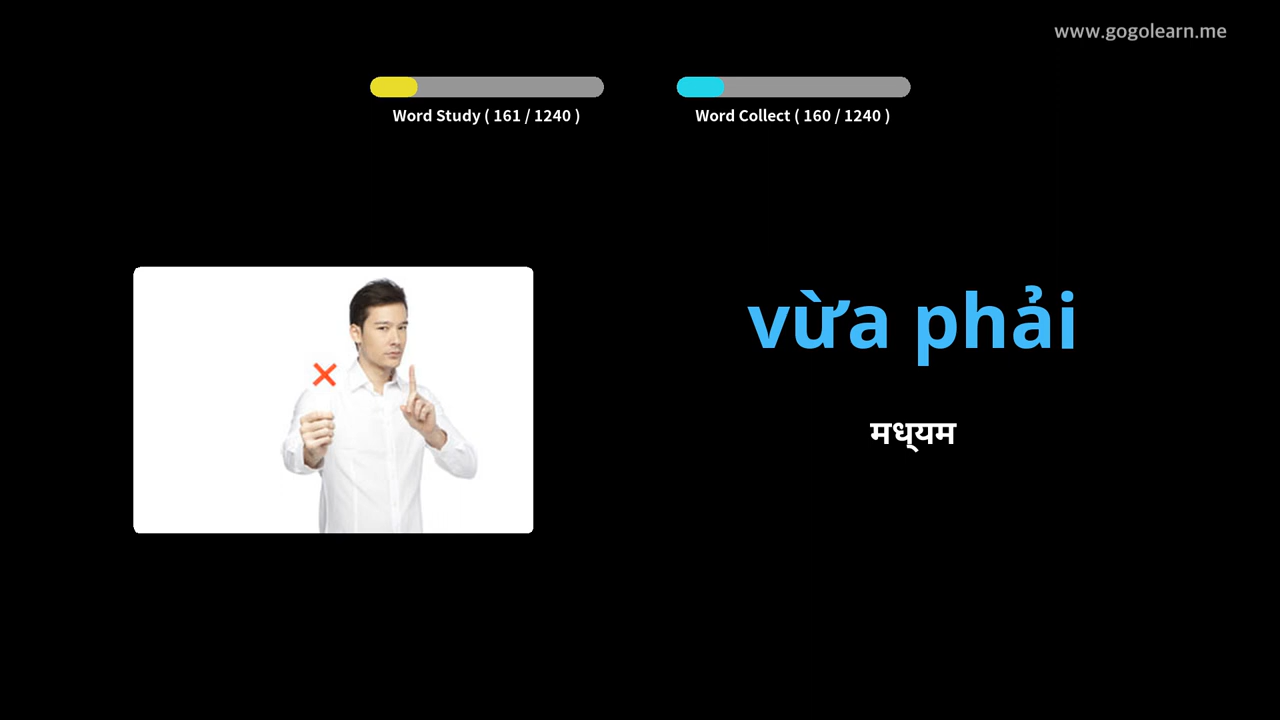 www.gogolearn.me
Word Study ( 161 / 1240 )
Word Collect ( 160 / 1240 )
vừa phải
मध्यम